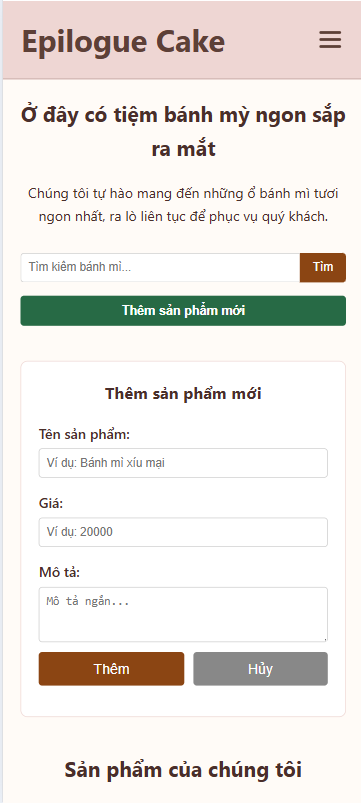 Epilogue Cake
Ở đây có tiệm bánh mỳ ngon sắp
ra mắt
Chúng tôi tự hào mang đến những ổ bánh mì tươi
ngon nhất, ra lò liên tục để phục vụ quý khách.
Tìm kiếm bánh mì...
Tìm
Thêm sản phẩm mới
Thêm sản phẩm mới
Tên sản phẩm:
Ví dụ: Bánh mì xíu mại
Giá:
Ví dụ: 20000
Mô tả:
Mô tả ngắn...
Thêm
Hủy
Sản phẩm của chúng tôi